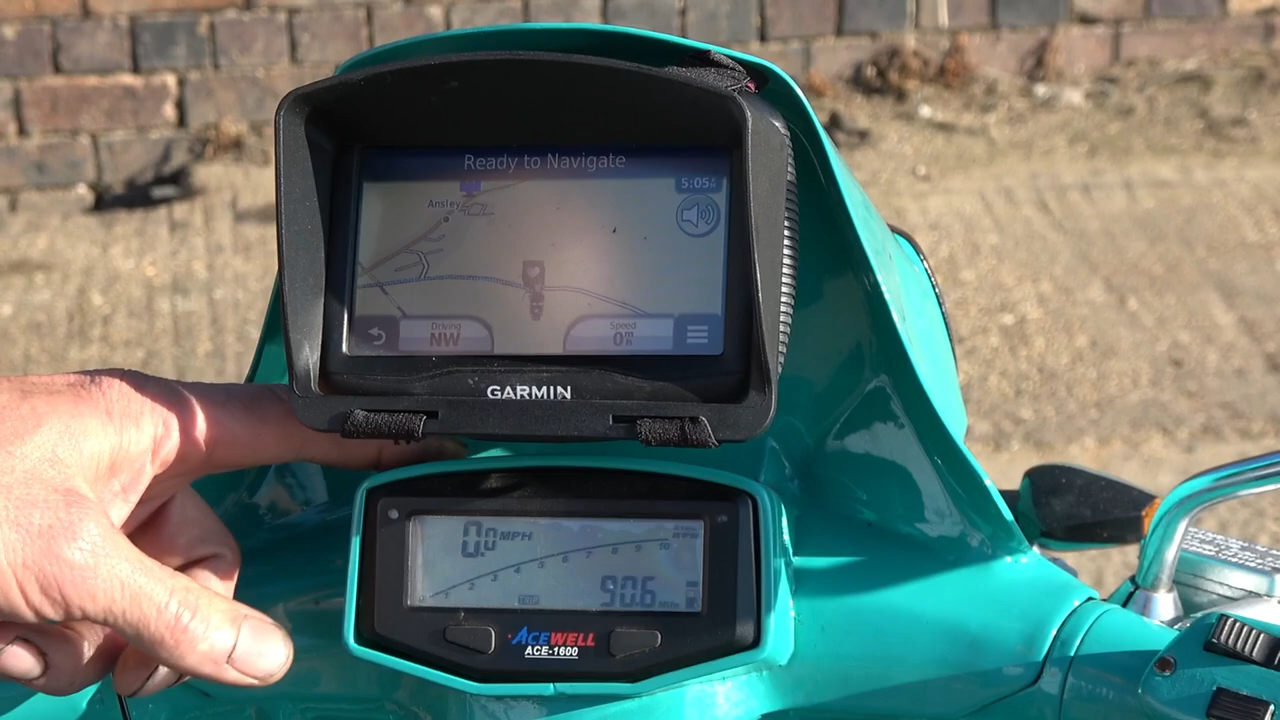 Ready to Navigate
5:05
Ansley
Driving
NW
Speed
0 m/h
GARMIN
0.0 MPH
1 2 3 4 5 6 7 8 9 10
TRIP
90.6
ACEWELL
ACE-1600